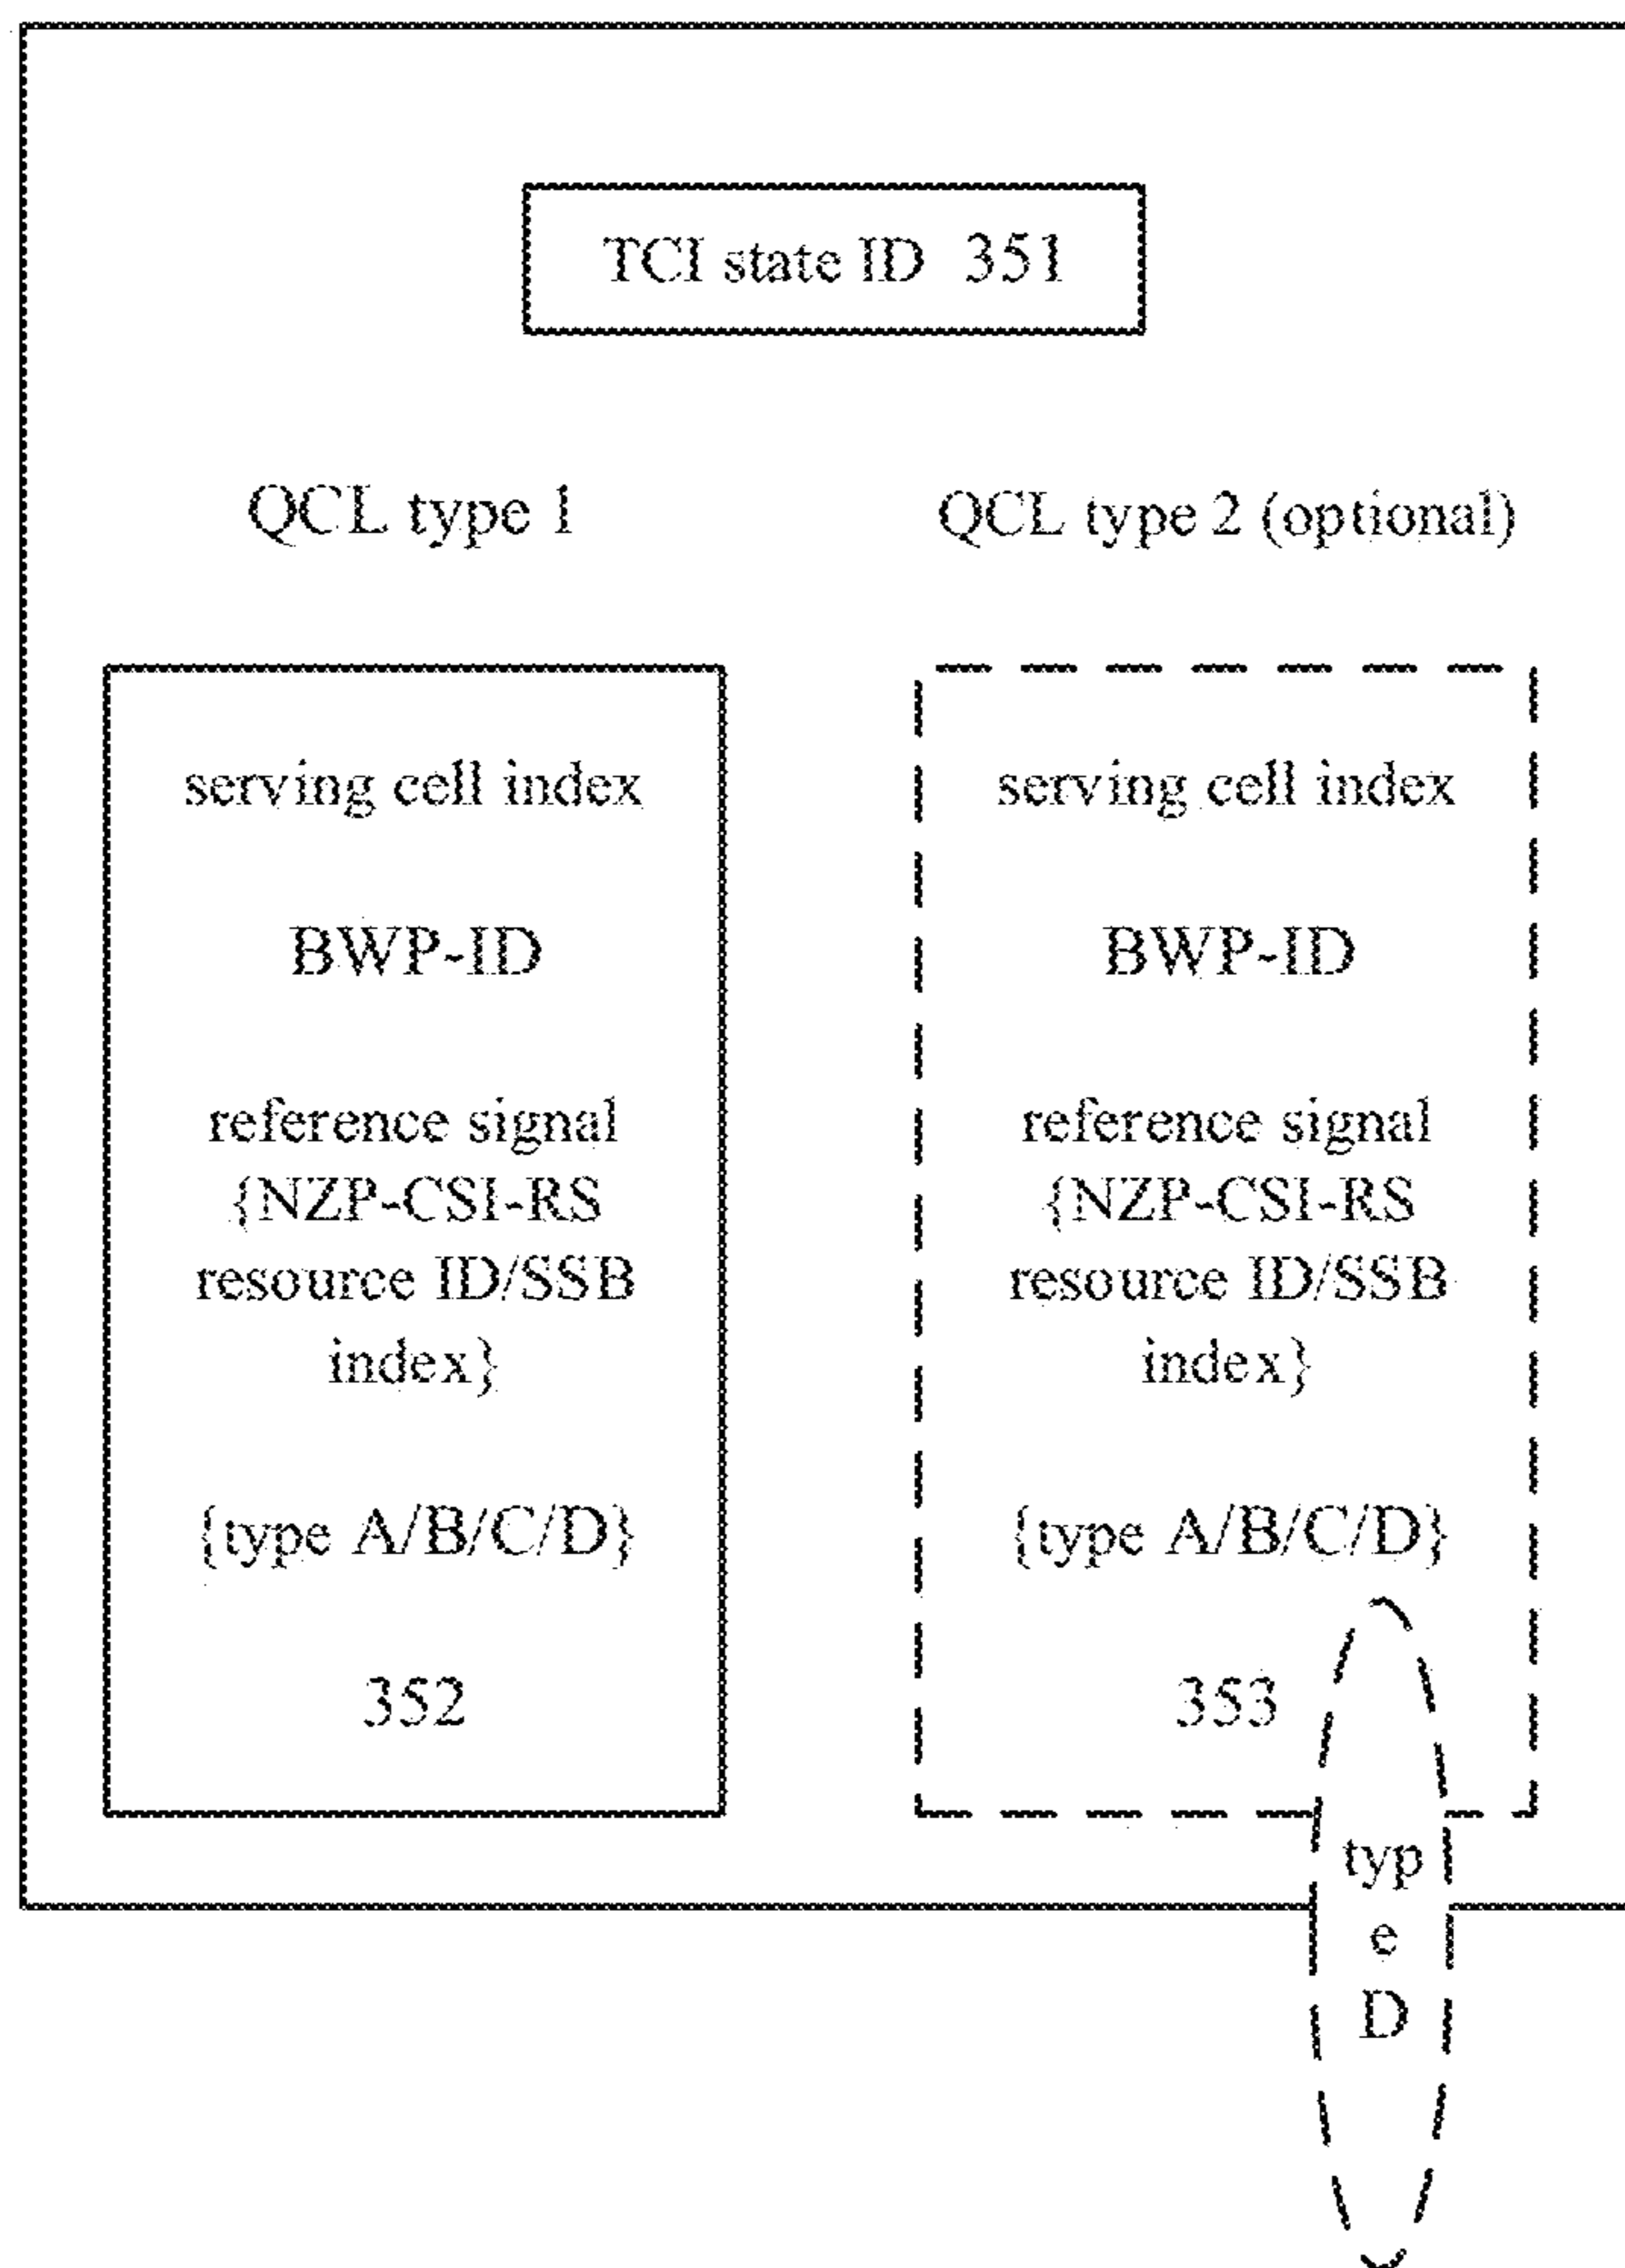 TCI state ID 351
QCL type 1
QCL type 2 (optional)
serving cell index
BWP-ID
reference signal
{NZP-CSI-RS
resource ID/SSB
index}
{type A/B/C/D}
352
serving cell index
BWP-ID
reference signal
{NZP-CSI-RS
resource ID/SSB
index}
{type A/B/C/D}
353
typ
e
D